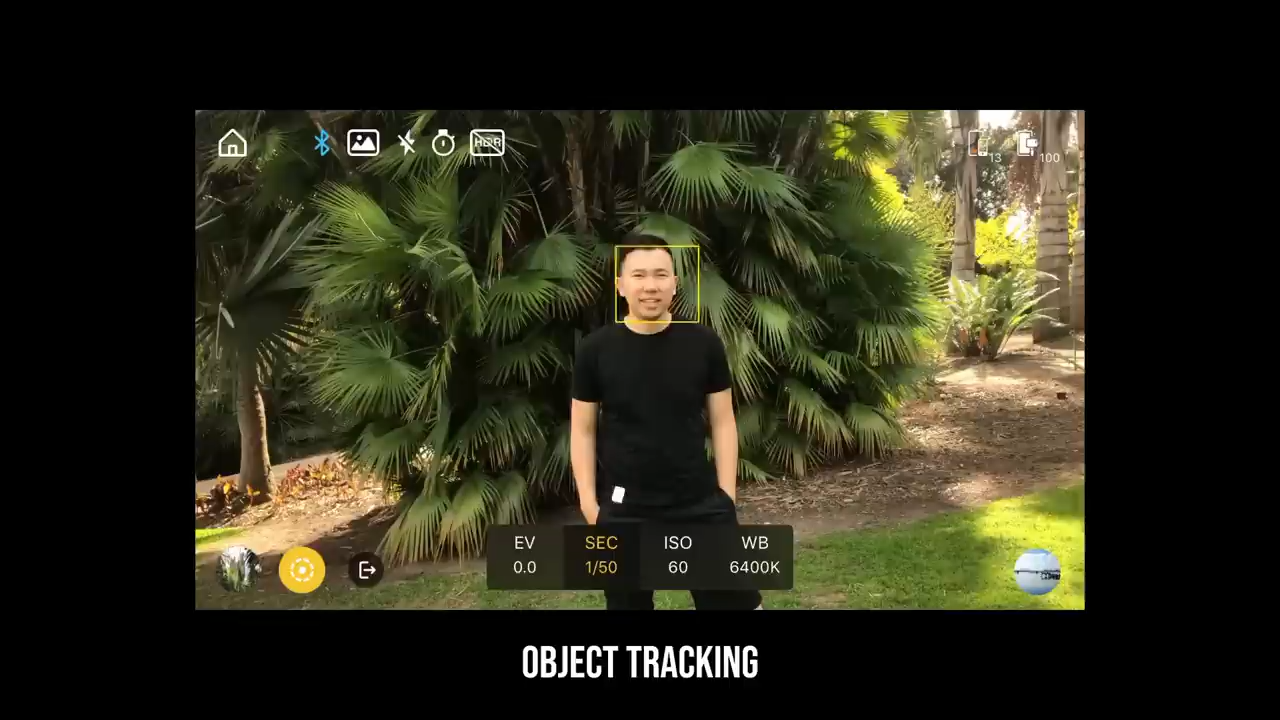 HDR
13
100
EV
SEC
ISO
WB
0.0
1/50
60
6400K
OBJECT TRACKING